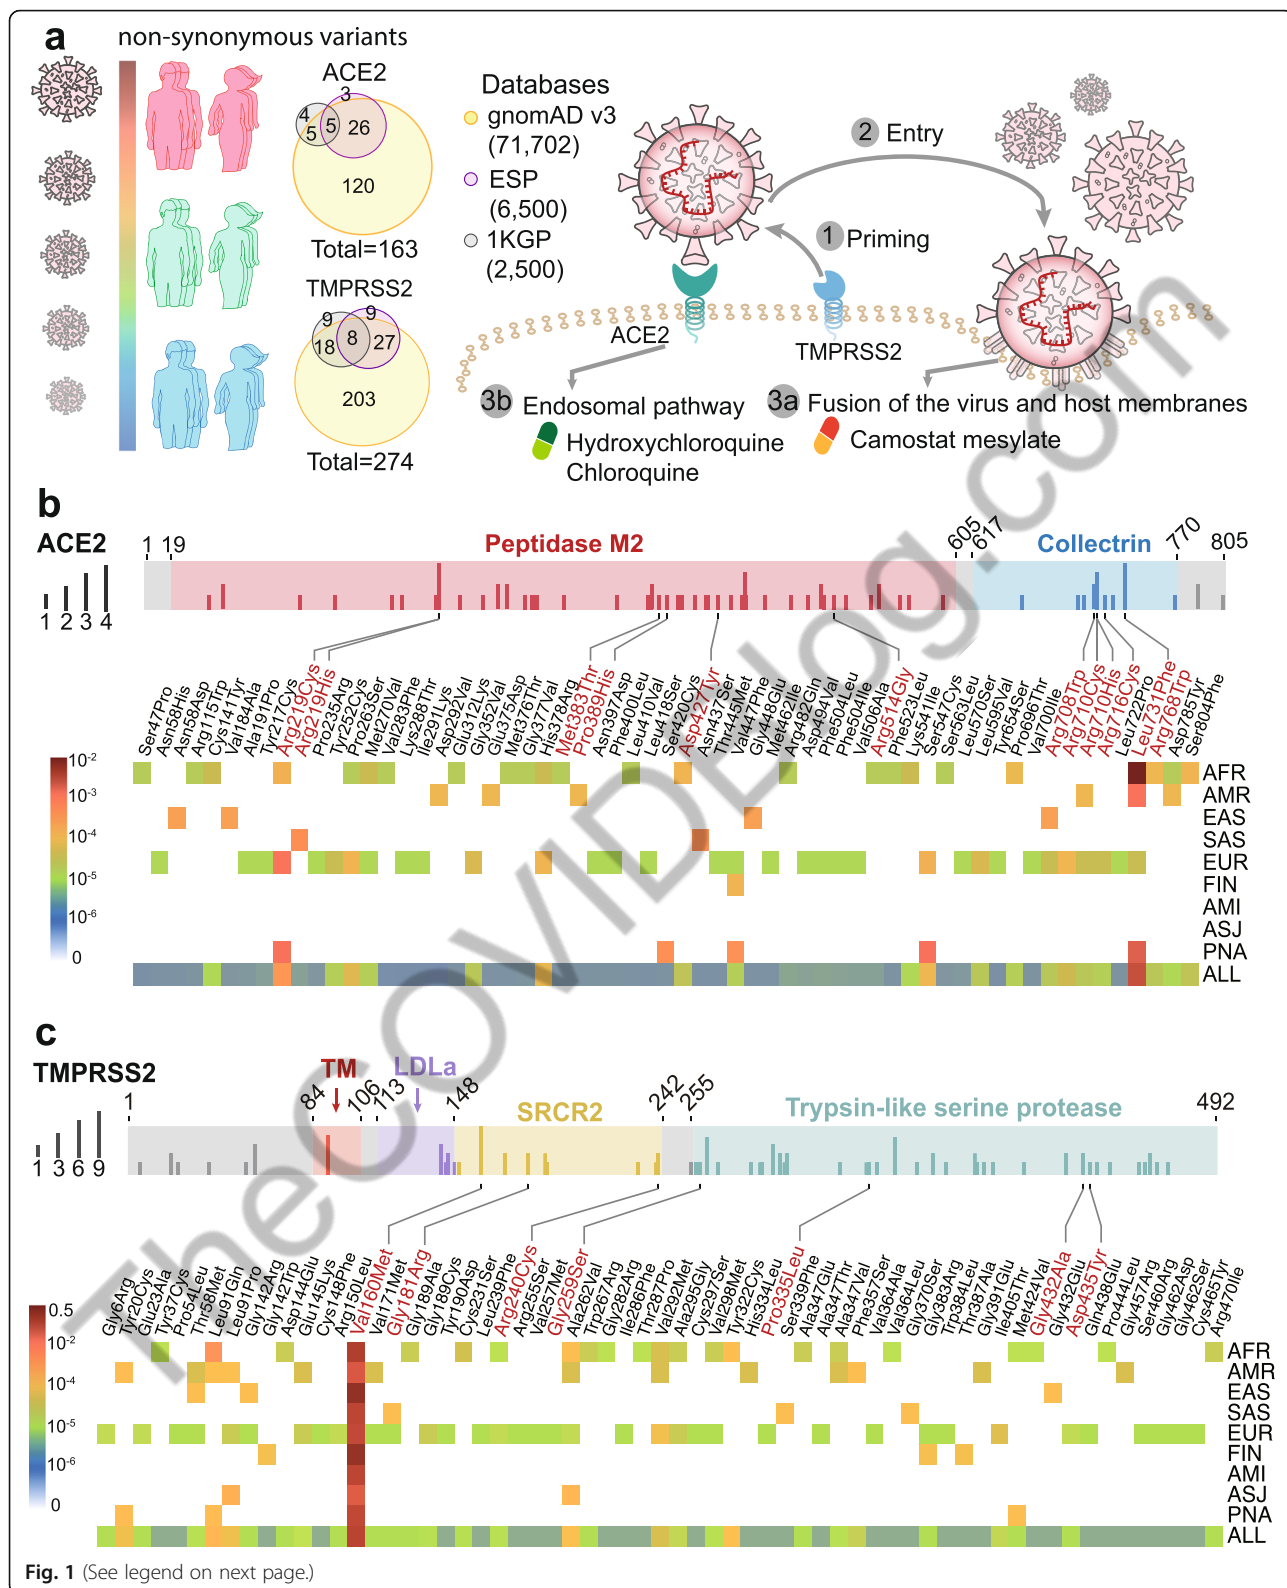 a
non-synonymous variants
ACE2
3
4
5
5
26
120
Total=163
TMPRSS2
9
9
18
8
27
203
Total=274
Databases
gnomAD v3
(71,702)
ESP
(6,500)
1KGP
(2,500)
2 Entry
1 Priming
ACE2
TMPRSS2
3b Endosomal pathway
Hydroxychloroquine
Chloroquine
3a Fusion of the virus and host membranes
Camostat mesylate
b
ACE2
1 2 3 4
1 19 605 617 770 805
Peptidase M2
Collectrin
Ser47Pro
Asn58His
Asn58Asp
Arg115Trp
Cys141Tyr
Val184Ala
Ala191Pro
Tyr217Cys
Arg219Cys
Arg219His
Pro235Arg
Tyr252Cys
Pro263Ser
Met270Val
Val283Phe
Lys288Thr
Ile291Lys
Asp292Val
Glu312Lys
Gly352Val
Glu375Asp
Met376Thr
Gly377Val
His378Arg
Met383Thr
Pro389His
Asn397Asp
Phe400Leu
Leu410Val
Leu418Ser
Ser420Cys
Asp427Tyr
Asn437Ser
Thr445Met
Val447Phe
Gly448Glu
Met462Ile
Arg482Gln
Asp494Val
Phe504Leu
Phe504Ile
Val506Ala
Arg514Gly
Phe523Leu
Lys541Ile
Ser547Cys
Ser563Leu
Leu570Ser
Leu595Val
Tyr654Ser
Pro696Thr
Val700Ile
Arg708Trp
Arg710Cys
Arg710His
Arg716Cys
Leu722Pro
Leu731Phe
Arg768Trp
Asp785Tyr
Ser804Phe
10-2
10-3
10-4
10-5
10-6
0
AFR
AMR
EAS
SAS
EUR
FIN
AMI
ASJ
PNA
ALL
c
TMPRSS2
1 3 6 9
TM
LDLa
1 84 106 113 148 242 255 492
SRCR2
Trypsin-like serine protease
Gly6Arg
Tyr20Cys
Glu23Ala
Tyr37Cys
Pro54Leu
Thr58Met
Leu91Gln
Leu91Pro
Gly142Arg
Gly142Trp
Asp144Glu
Glu145Lys
Cys148Phe
Arg150Leu
Val160Met
Val171Met
Gly181Arg
Gly189Ala
Gly189Cys
Tyr190Asp
Cys231Ser
Leu239Phe
Arg240Cys
Arg255Ser
Val257Met
Gly259Ser
Ala262Val
Trp267Arg
Gly282Arg
Ile286Phe
Thr287Pro
Val292Met
Ala295Gly
Cys297Ser
Val298Met
Tyr322Cys
His334Leu
Pro335Leu
Ser339Phe
Ala347Glu
Ala347Thr
Ala347Val
Phe357Ser
Val364Ala
Val364Leu
Gly370Ser
Gly383Arg
Trp384Leu
Thr387Ala
Gly391Glu
Ile405Thr
Met424Val
Gly432Ala
Gly432Glu
Asp435Tyr
Gln438Glu
Pro444Leu
Gly457Arg
Ser460Arg
Gly462Asp
Gly462Ser
Cys465Tyr
Arg470Ile
0.5
10-2
10-4
10-5
10-6
0
AFR
AMR
EAS
SAS
EUR
FIN
AMI
ASJ
PNA
ALL
Fig. 1 (See legend on next page.)
TheCOVIDBlog.com